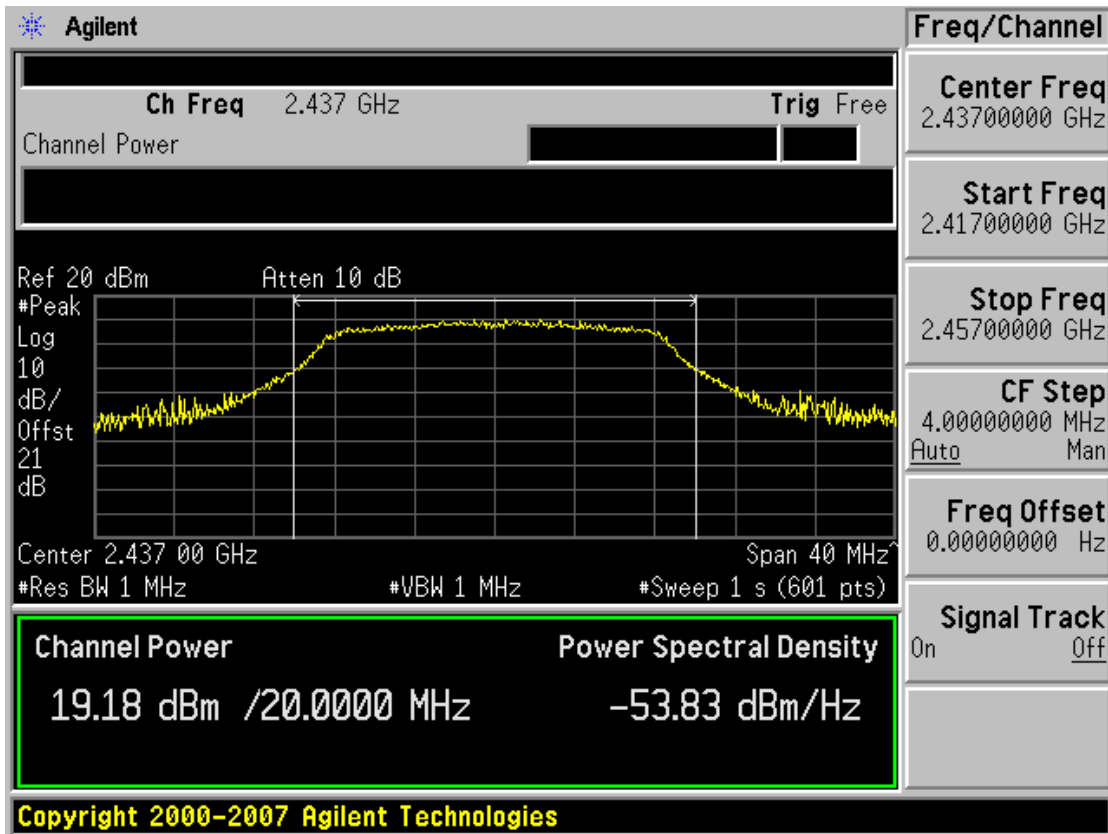 Agilent
Freq/Channel
Ch Freq 2.437 GHz Trig Free
Channel Power
Center Freq
2.43700000 GHz
Start Freq
2.41700000 GHz
Stop Freq
2.45700000 GHz
CF Step
4.00000000 MHz
Auto Man
Freq Offset
0.00000000 Hz
Signal Track
On Off
Ref 20 dBm Atten 10 dB
#Peak
Log
10
dB/
Offst
21
dB
Center 2.437 00 GHz Span 40 MHz^
#Res BW 1 MHz #VBW 1 MHz #Sweep 1 s (601 pts)
Channel Power Power Spectral Density
19.18 dBm /20.0000 MHz -53.83 dBm/Hz
Copyright 2000-2007 Agilent Technologies